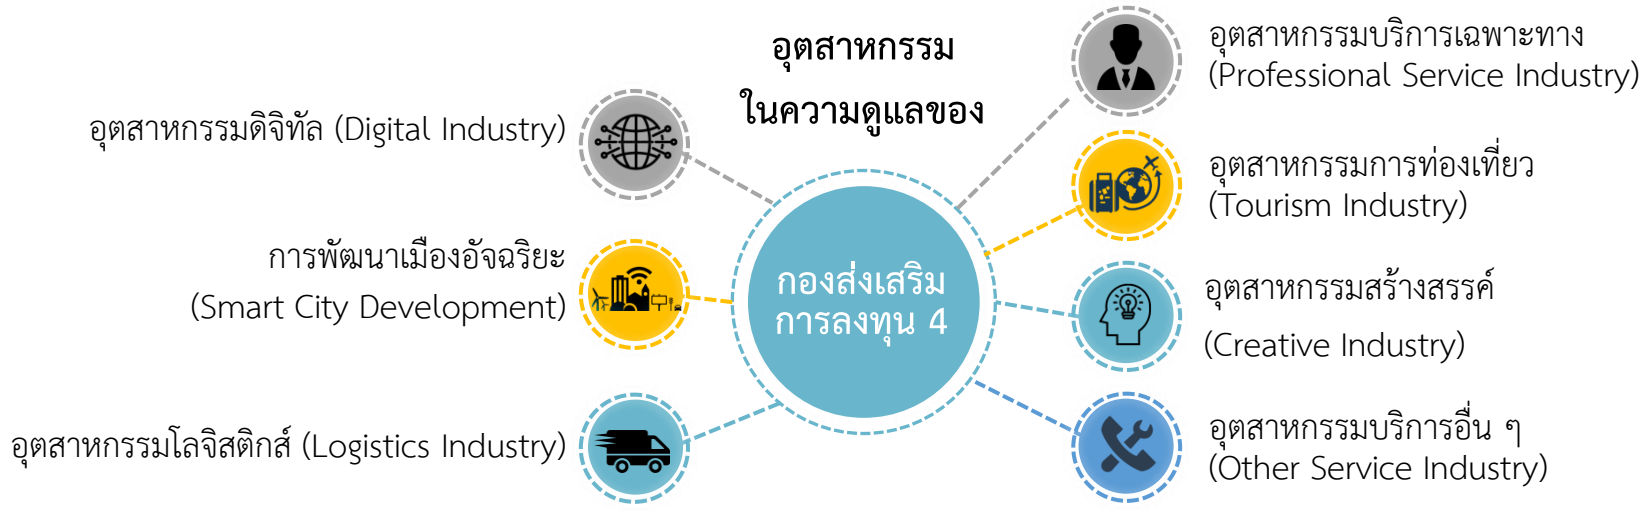 อุตสาหกรรม
ในความดูแลของ
กองส่งเสริม
การลงทุน 4
อุตสาหกรรมดิจิทัล (Digital Industry)
การพัฒนาเมืองอัจฉริยะ
(Smart City Development)
อุตสาหกรรมโลจิสติกส์ (Logistics Industry)
อุตสาหกรรมบริการเฉพาะทาง
(Professional Service Industry)
อุตสาหกรรมการท่องเที่ยว
(Tourism Industry)
อุตสาหกรรมสร้างสรรค์
(Creative Industry)
อุตสาหกรรมบริการอื่น ๆ
(Other Service Industry)